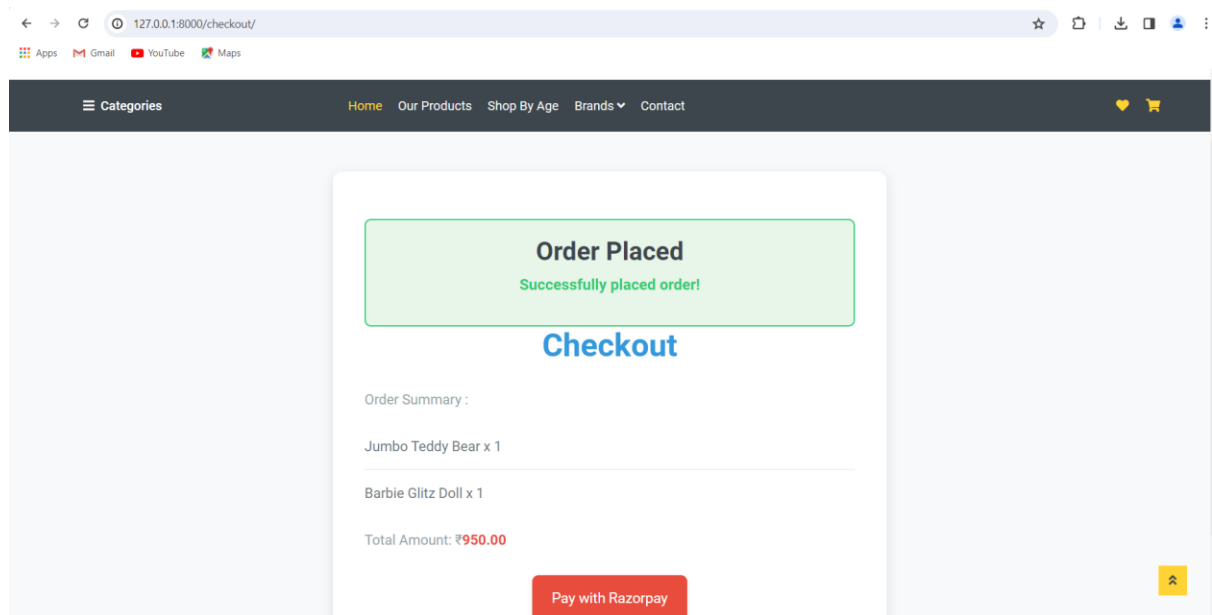 127.0.0.1:8000/checkout/
Apps Gmail YouTube Maps
Categories Home Our Products Shop By Age Brands Contact
Order Placed
Successfully placed order!
Checkout
Order Summary :
Jumbo Teddy Bear x 1
Barbie Glitz Doll x 1
Total Amount: ₹950.00
Pay with Razorpay